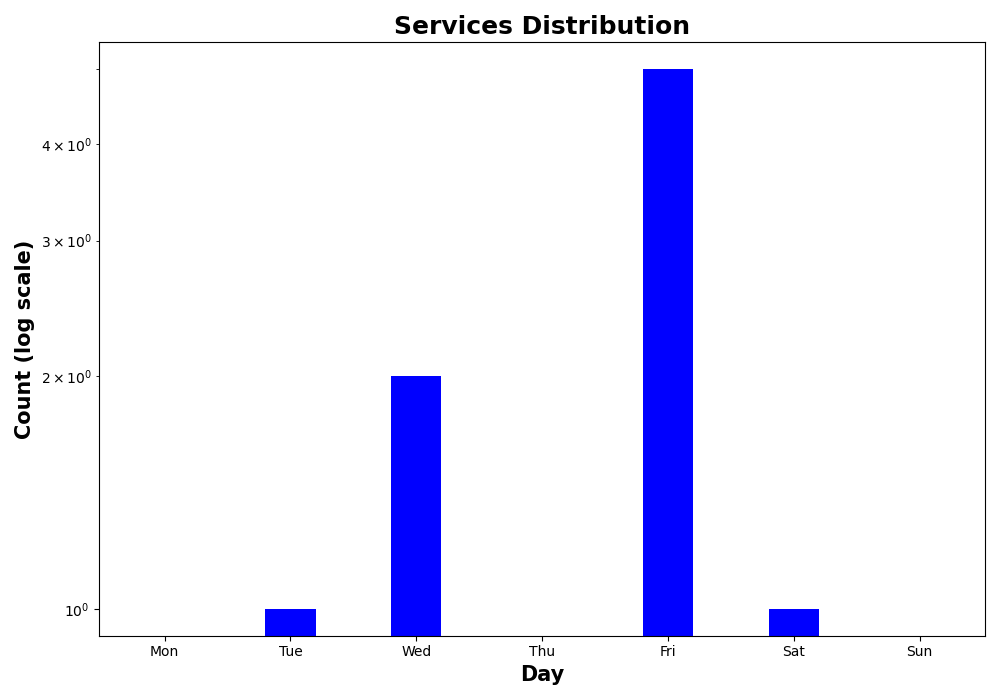 Services Distribution
Count (log scale)
4 × 10⁰
3 × 10⁰
2 × 10⁰
10⁰
Mon Tue Wed Thu Fri Sat Sun
Day